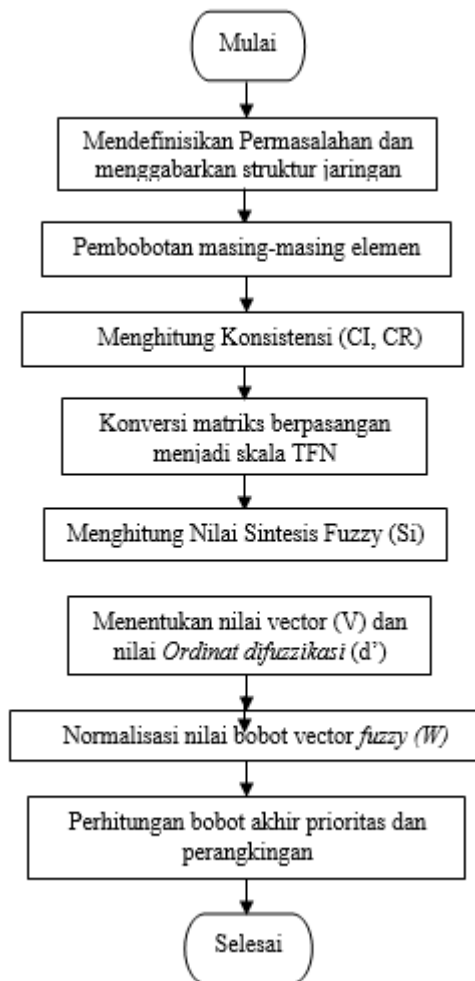 Mulai
Mendefinisikan Permasalahan dan
menggabarkan struktur jaringan
Pembobotan masing-masing elemen
Menghitung Konsistensi (CI, CR)
Konversi matriks berpasangan
menjadi skala TFN
Menghitung Nilai Sintesis Fuzzy (Si)
Menentukan nilai vector (V) dan
nilai Ordinat difuzzikasi (d’)
Normalisasi nilai bobot vector fuzzy (W)
Perhitungan bobot akhir prioritas dan
perangkingan
Selesai